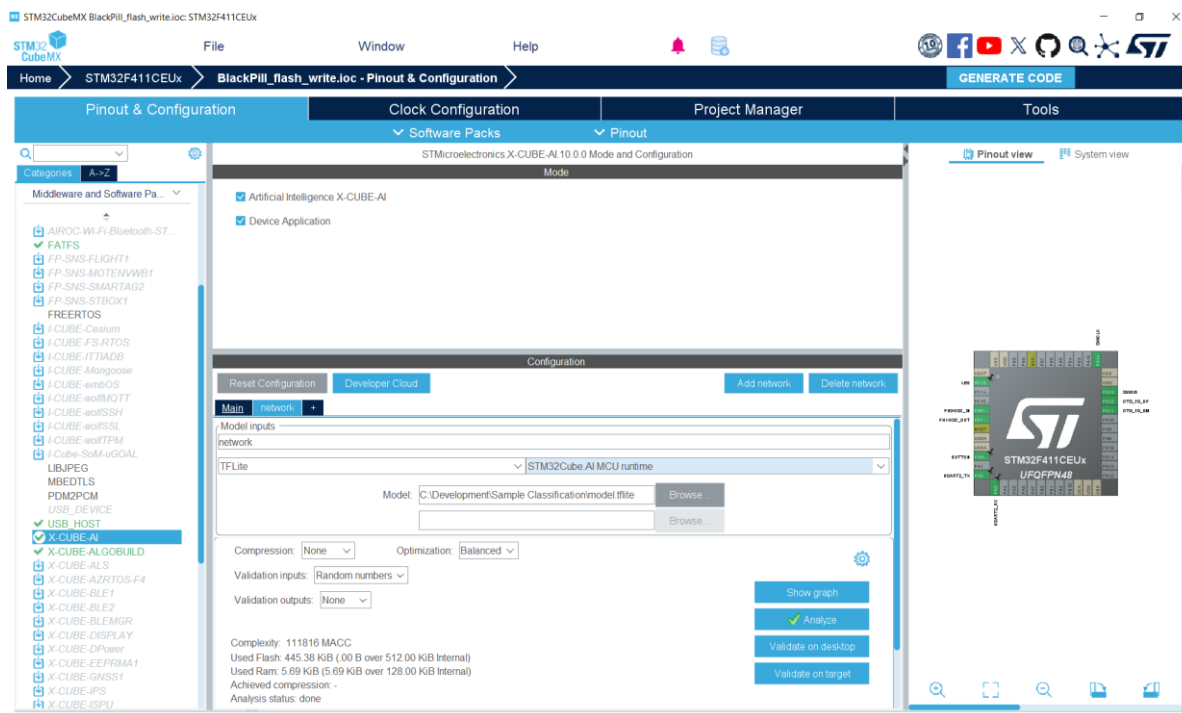 STM32CubeMX BlackPill_flash_write.ioc: STM32F411CEUx
STM32 CubeMX
File Window Help
Home STM32F411CEUx BlackPill_flash_write.ioc - Pinout & Configuration GENERATE CODE
Pinout & Configuration Clock Configuration Project Manager Tools
Software Packs Pinout
Categories A->Z
Middleware and Software Pa...
AIROC-Wi-Fi-Bluetooth-ST...
FATFS
FP-SNS-FLIGHT1
FP-SNS-MOTENVWB1
FP-SNS-SMARTAG2
FP-SNS-STBOX1
FREERTOS
I-CUBE-Cesium
I-CUBE-FS-RTOS
I-CUBE-ITTIADB
I-CUBE-Mongoose
I-CUBE-embOS
I-CUBE-wolfMQTT
I-CUBE-wolfSSH
I-CUBE-wolfSSL
I-CUBE-wolfTPM
I-Cube-SoM-uGOAL
LIBJPEG
MBEDTLS
PDM2PCM
USB_DEVICE
USB_HOST
X-CUBE-AI
X-CUBE-ALGOBUILD
X-CUBE-ALS
X-CUBE-AZRTOS-F4
X-CUBE-BLE1
X-CUBE-BLE2
X-CUBE-BLEMGR
X-CUBE-DISPLAY
X-CUBE-DPower
X-CUBE-EEPRMA1
X-CUBE-GNSS1
X-CUBE-IPS
X-CUBE-ISPU
STMicroelectronics.X-CUBE-AI.10.0.0 Mode and Configuration
Mode
Artificial Intelligence X-CUBE-AI
Device Application
Configuration
Reset Configuration Developer Cloud Add network Delete network
Main network +
Model inputs
network
TFLite STM32Cube.AI MCU runtime
Model: C:\Development\Sample Classification\model.tflite Browse...
Browse...
Compression: None Optimization: Balanced
Validation inputs: Random numbers
Validation outputs: None
Show graph
Analyze
Validate on desktop
Validate on target
Complexity: 111816 MACC
Used Flash: 445.38 KiB (.00 B over 512.00 KiB Internal)
Used Ram: 5.69 KiB (5.69 KiB over 128.00 KiB Internal)
Achieved compression: -
Analysis status: done
Pinout view System view
LED
BUTTON
USART2_TX
USART2_RX
STM32F411CEUx
UFQFPN48